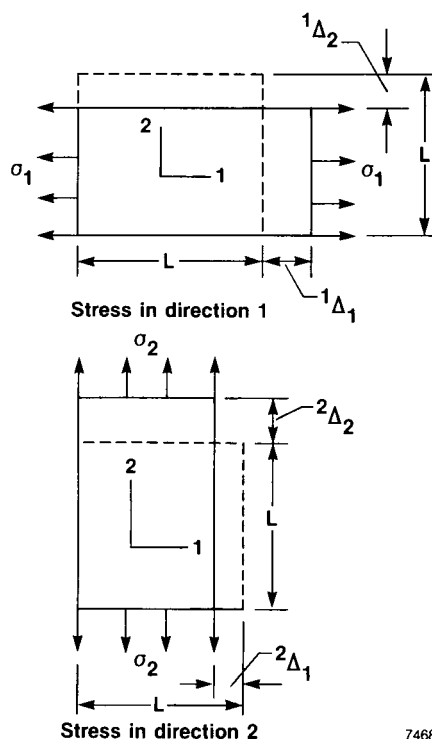 ¹Δ₂
2
1
L
σ₁
σ₁
L
¹Δ₁
Stress in direction 1
σ₂
²Δ₂
2
1
L
σ₂
²Δ₁
L
Stress in direction 2
7468